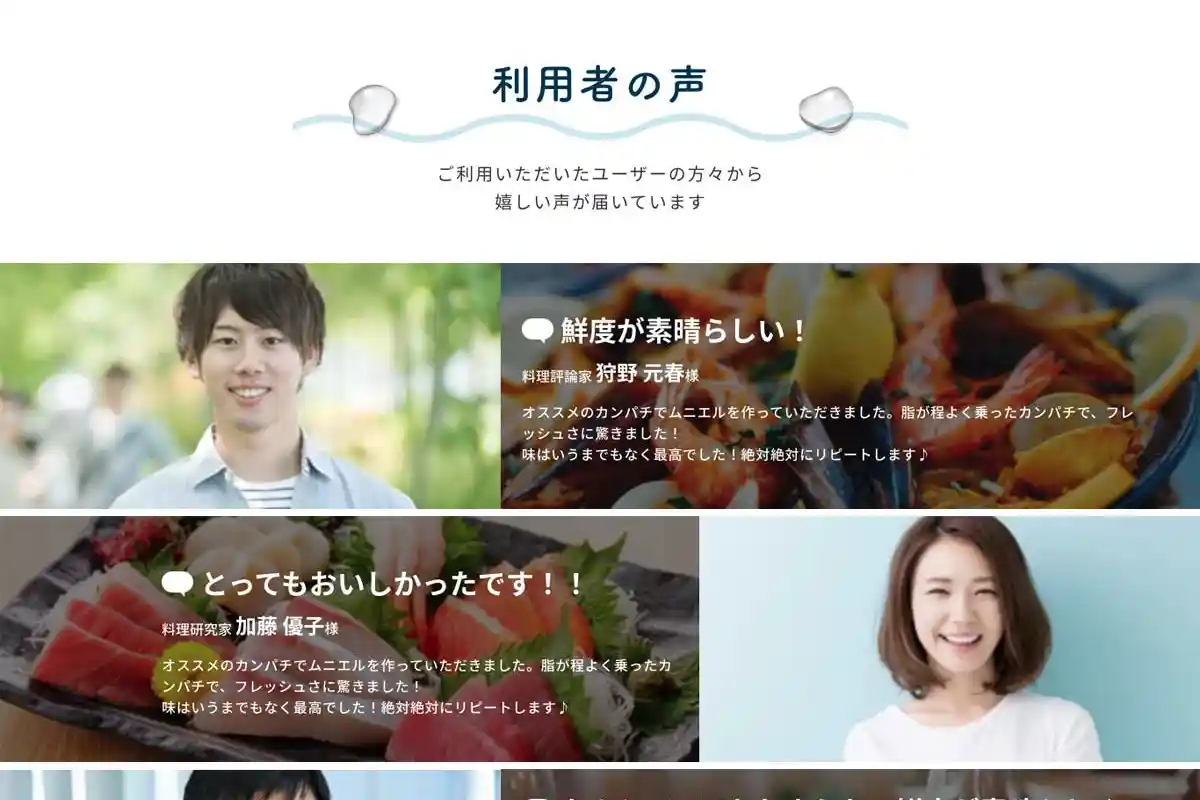 利用者の声
ご利用いただいたユーザーの方々から
嬉しい声が届いています
鮮度が素晴らしい！
料理評論家 狩野 元春様
オススメのカンパチでムニエルを作っていただきました。脂が程よく乗ったカンパチで、フレ
ッシュさに驚きました！
味はいうまでもなく最高でした！絶対絶対にリピートします♪
とってもおいしかったです！！
料理研究家 加藤 優子様
オススメのカンパチでムニエルを作っていただきました。脂が程よく乗ったカ
ンパチで、フレッシュさに驚きました！
味はいうまでもなく最高でした！絶対絶対にリピートします♪